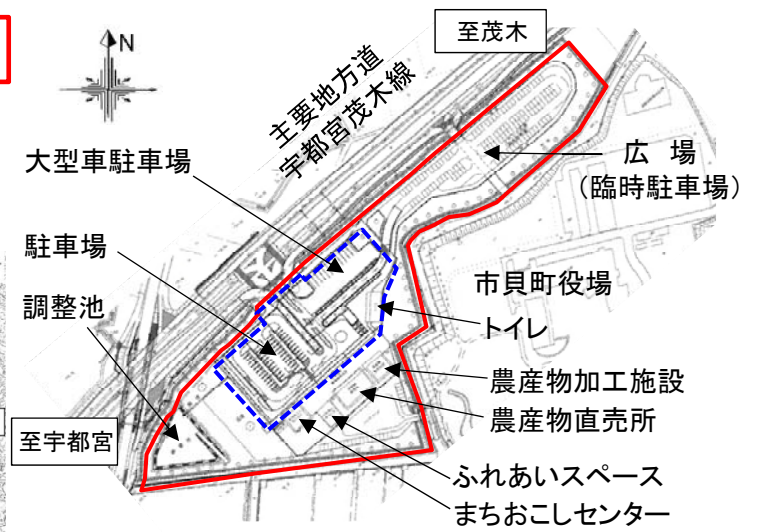 N
至茂木
主要地方道
宇都宮茂木線
大型車駐車場
広　場
（臨時駐車場）
駐車場
市貝町役場
調整池
トイレ
農産物加工施設
農産物直売所
至宇都宮
ふれあいスペース
まちおこしセンター